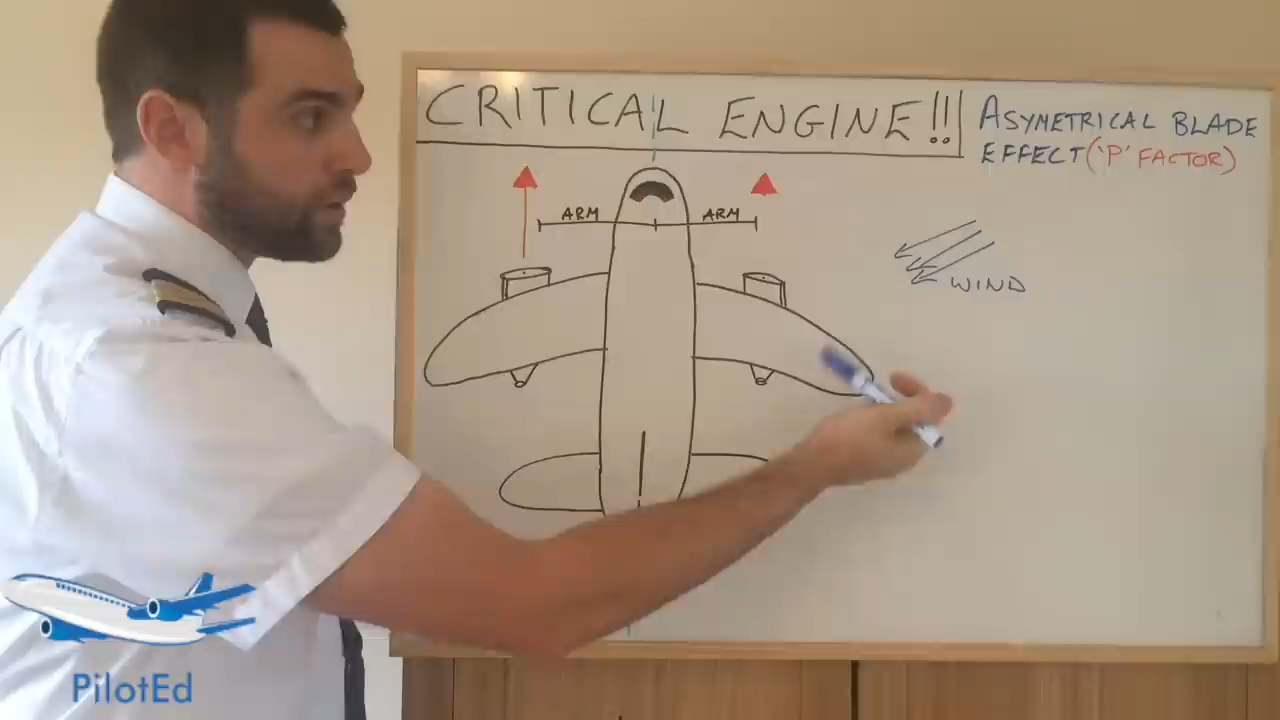 CRITICAL ENGINE!!
ASYMETRICAL BLADE
EFFECT ('P' FACTOR)
ARM ARM
WIND
PilotEd